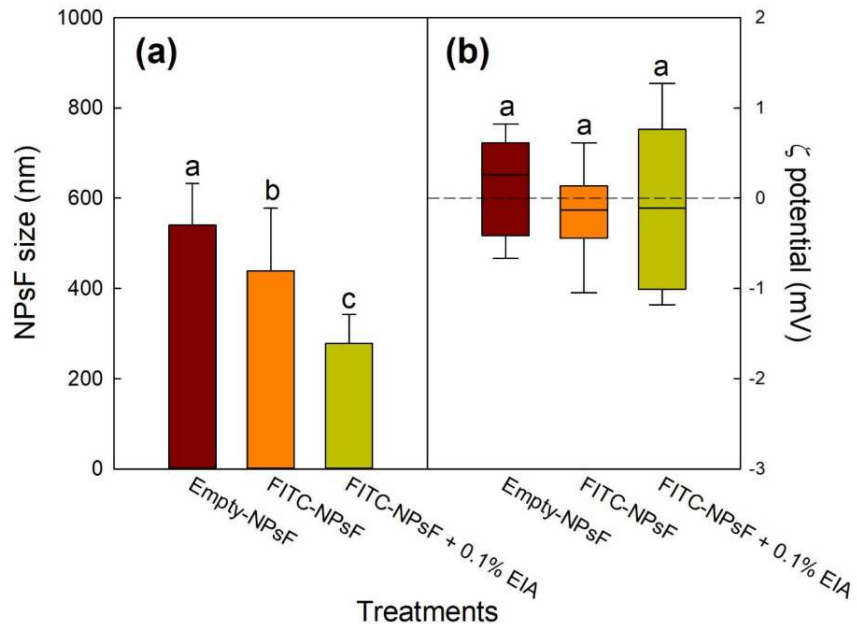 (a)
NPsF size (nm)
1000
800
600
400
200
0
a
b
c
Empty-NPsF
FITC-NPsF
FITC-NPsF + 0.1% EIA
(b)
a
a
a
2
1
0
-1
-2
-3
ζ potential (mV)
Empty-NPsF
FITC-NPsF
FITC-NPsF + 0.1% EIA
Treatments